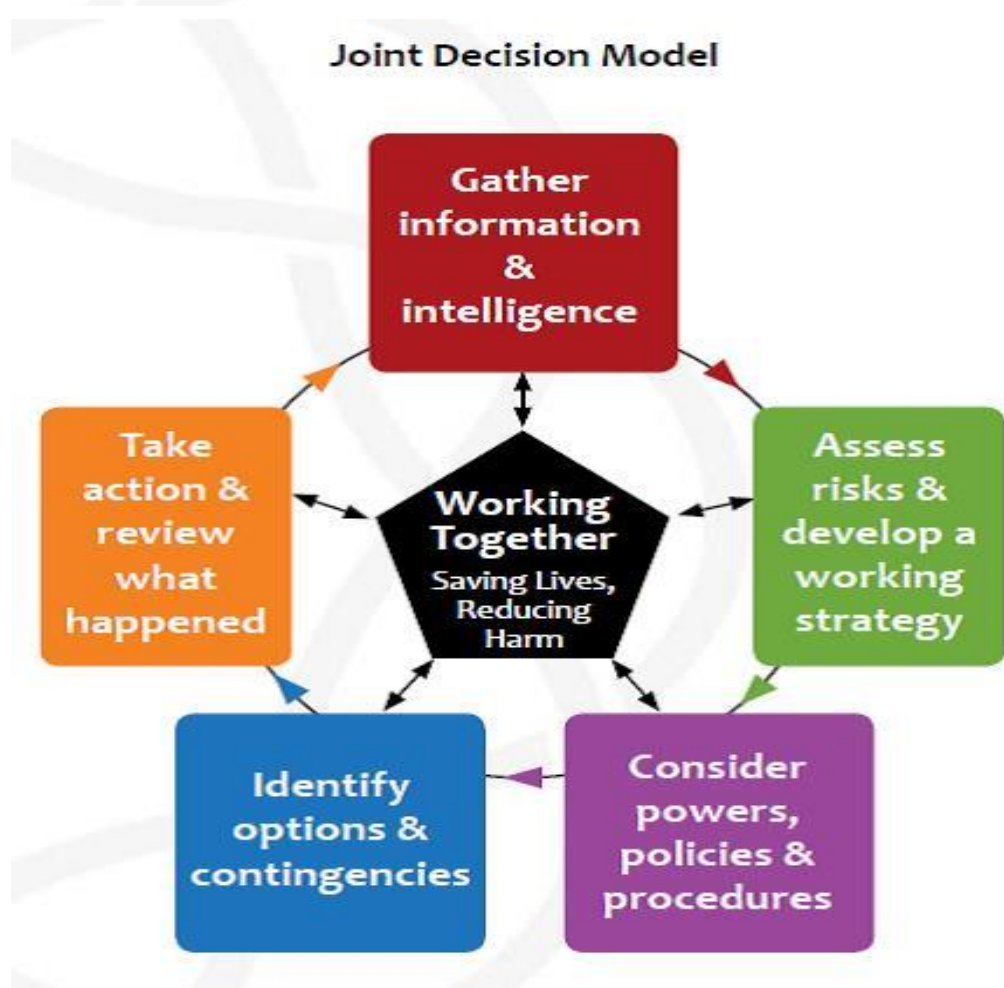 Joint Decision Model
Gather
information
&
intelligence
Assess
risks &
develop a
working
strategy
Consider
powers,
policies &
procedures
Identify
options &
contingencies
Take
action &
review
what
happened
Working
Together
Saving Lives,
Reducing
Harm